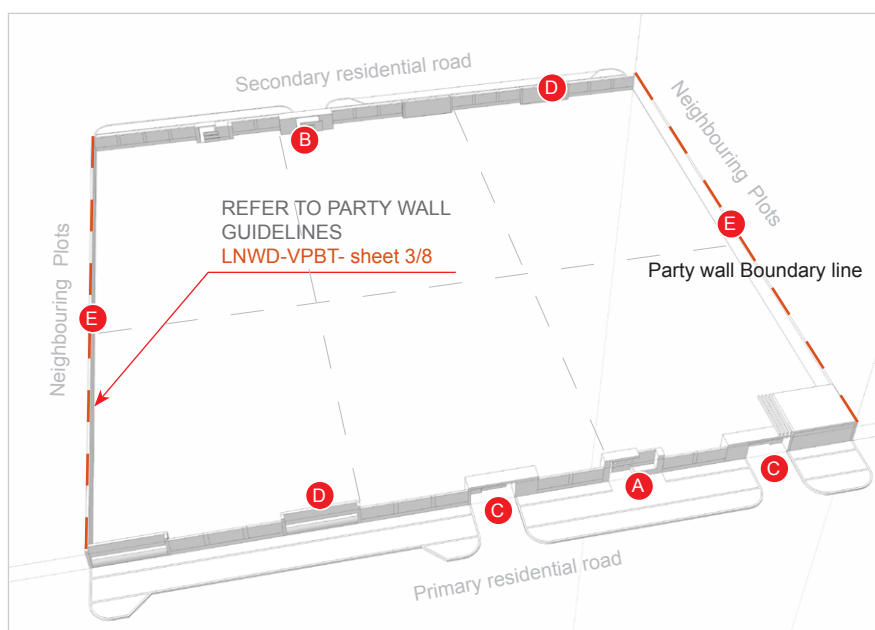 Secondary residential road
D
B
Neighbouring Plots
REFER TO PARTY WALL
GUIDELINES
LNWD-VPBT- sheet 3/8
E
Party wall Boundary line
Neighbouring Plots
E
D
C
A
C
Primary residential road